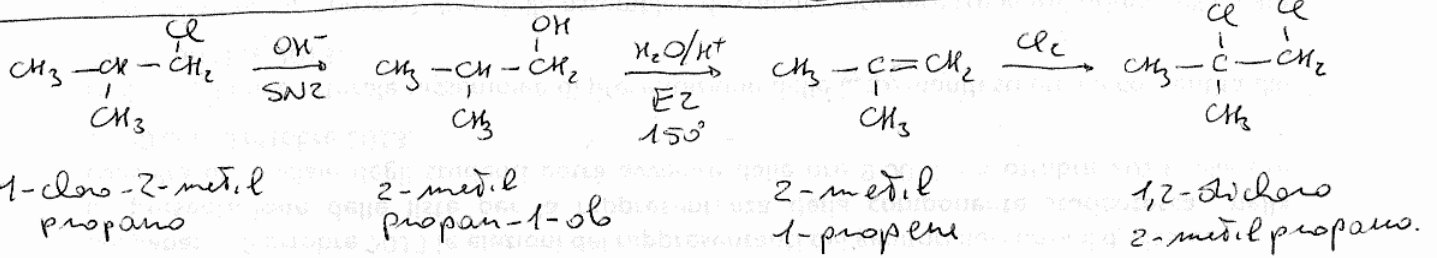 Cl OH Cl Cl
CH3 – CH – CH2 OH⁻ CH3 – CH – CH2 H2O/H⁺ CH3 – C = CH2 Cl2 CH3 – C – CH2
CH3 SN2 CH3 E2 CH3 CH3
150°
1-cloro-2-metil 2-metil 2-metil 1,2-dicloro
propano propan-1-olo 1-propene 2-metilpropano.